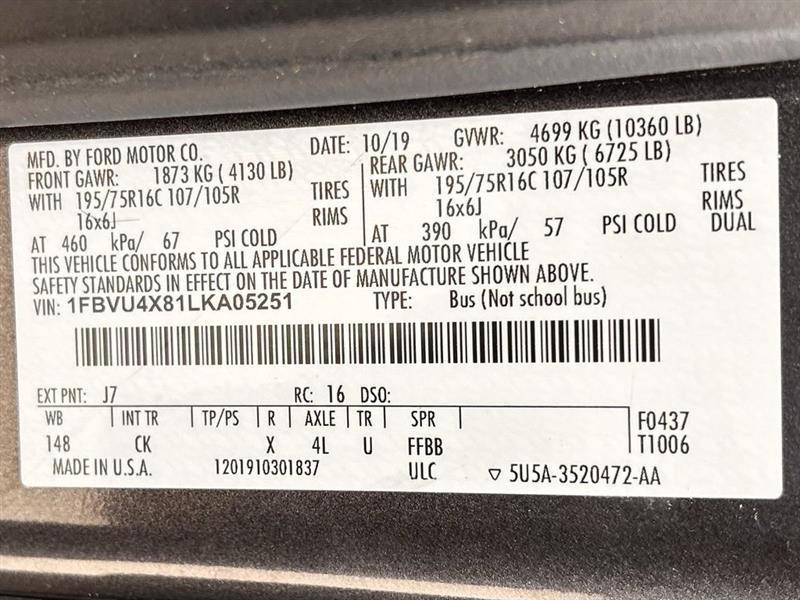 MFD. BY FORD MOTOR CO. DATE: 10/19 GVWR: 4699 KG (10360 LB)
FRONT GAWR: 1873 KG ( 4130 LB) REAR GAWR: 3050 KG ( 6725 LB)
WITH 195/75R16C 107/105R TIRES WITH 195/75R16C 107/105R TIRES
16x6J RIMS 16x6J RIMS
AT 460 kPa/ 67 PSI COLD AT 390 kPa/ 57 PSI COLD DUAL
THIS VEHICLE CONFORMS TO ALL APPLICABLE FEDERAL MOTOR VEHICLE
SAFETY STANDARDS IN EFFECT ON THE DATE OF MANUFACTURE SHOWN ABOVE.
VIN: 1FBVU4X81LKA05251 TYPE: Bus (Not school bus)
EXT PNT: J7 RC: 16 DSO:
WB INT TR TP/PS R AXLE TR SPR F0437
148 CK X 4L U FFBB T1006
MADE IN U.S.A. 1201910301837 ULC ▽ 5U5A-3520472-AA